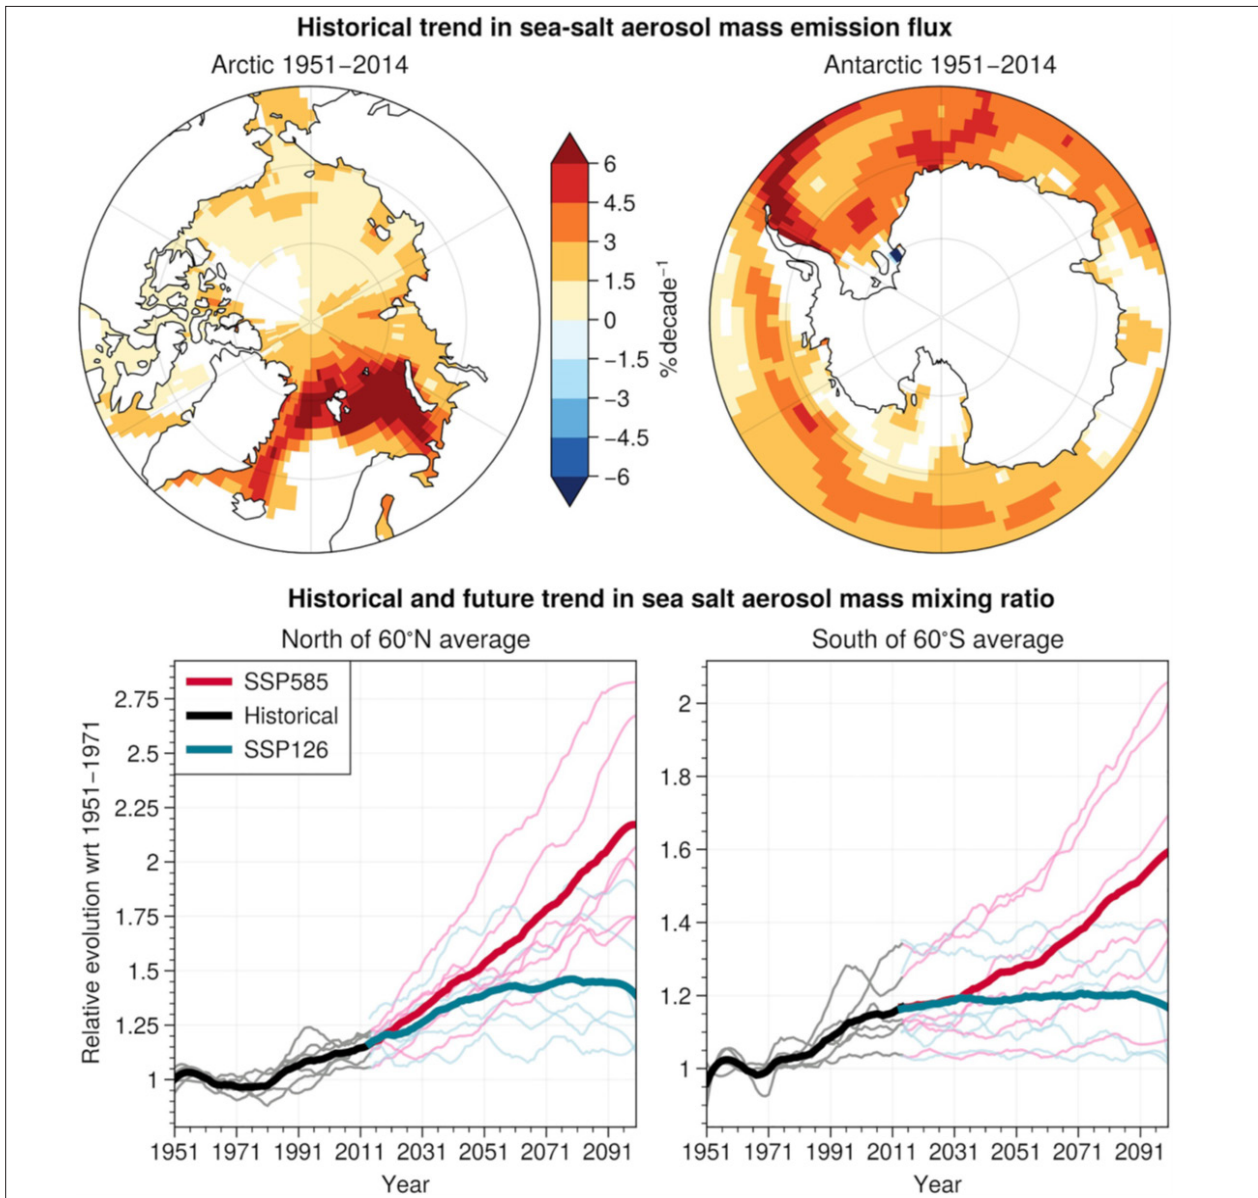 Historical trend in sea-salt aerosol mass emission flux
Arctic 1951–2014
Antarctic 1951–2014
6
4.5
3
1.5
0
−1.5
−3
−4.5
−6
% decade⁻¹
Historical and future trend in sea salt aerosol mass mixing ratio
North of 60°N average
South of 60°S average
SSP585
Historical
SSP126
Relative evolution wrt 1951–1971
2.75
2.5
2.25
2
1.75
1.5
1.25
1
1951 1971 1991 2011 2031 2051 2071 2091
Year
2
1.8
1.6
1.4
1.2
1
1951 1971 1991 2011 2031 2051 2071 2091
Year